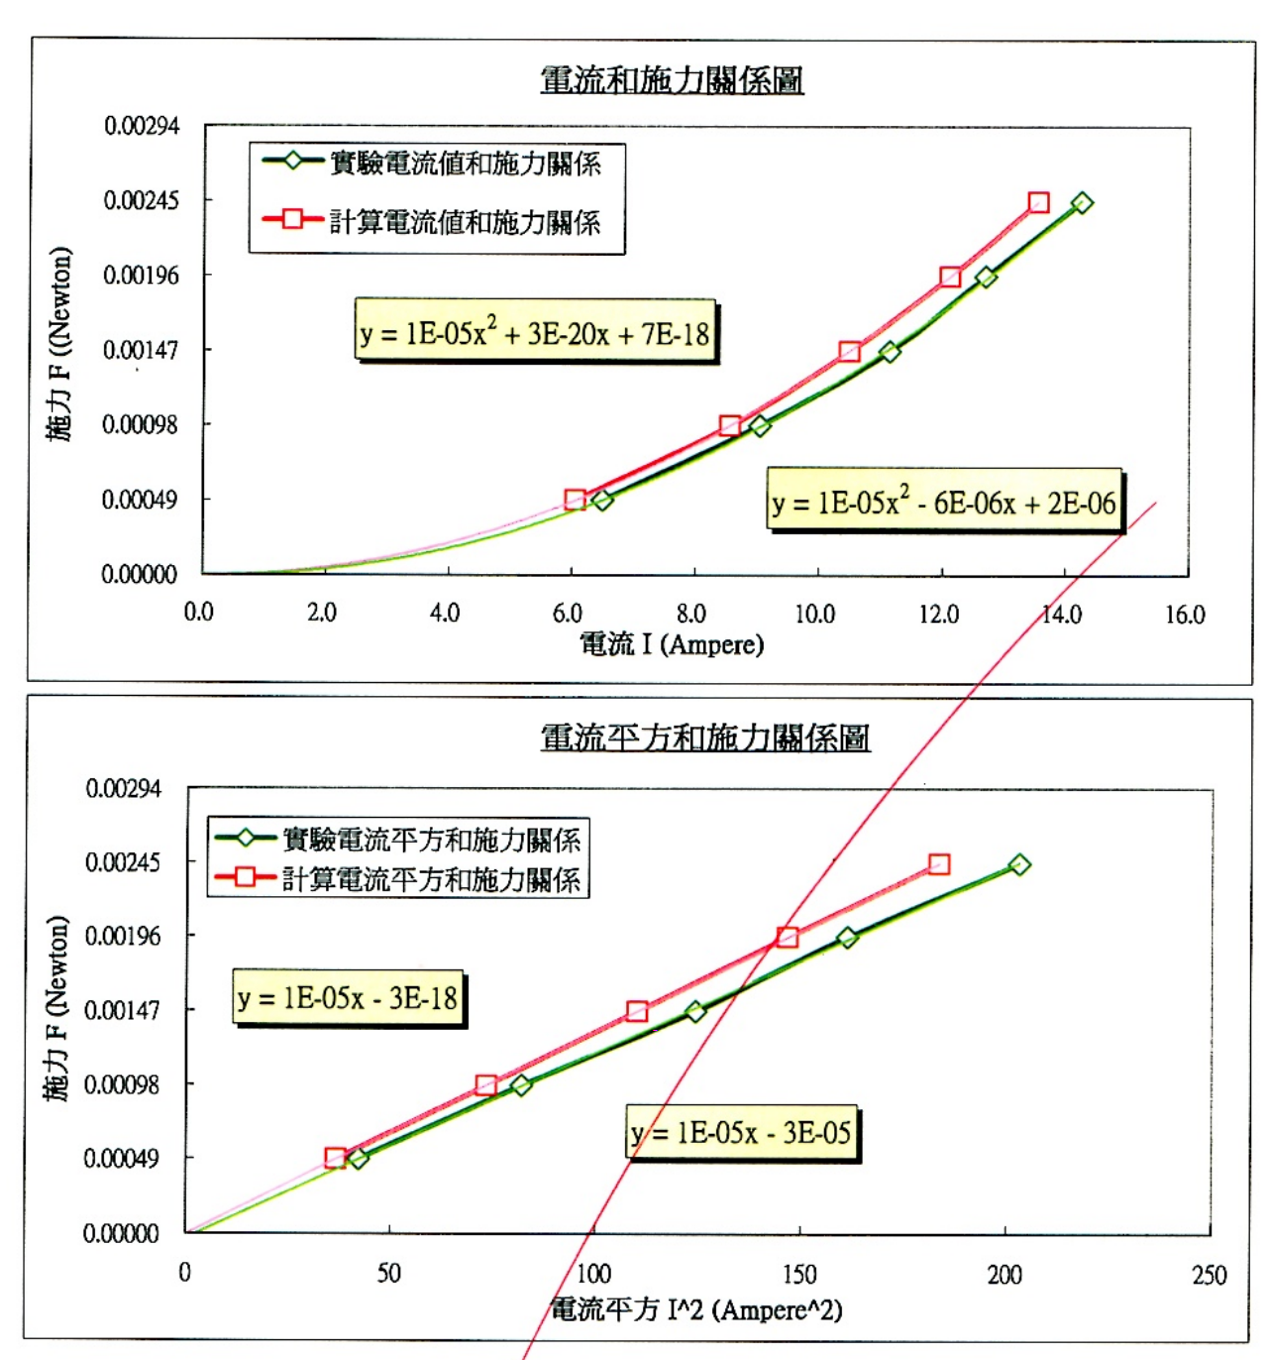 電流和施力關係圖
0.00294
0.00245
0.00196
0.00147
0.00098
0.00049
0.00000
施力 F ((Newton)
實驗電流值和施力關係
計算電流值和施力關係
y = 1E-05x² + 3E-20x + 7E-18
y = 1E-05x² - 6E-06x + 2E-06
0.0 2.0 4.0 6.0 8.0 10.0 12.0 14.0 16.0
電流 I (Ampere)
電流平方和施力關係圖
0.00294
0.00245
0.00196
0.00147
0.00098
0.00049
0.00000
施力 F (Newton)
實驗電流平方和施力關係
計算電流平方和施力關係
y = 1E-05x - 3E-18
y = 1E-05x - 3E-05
0 50 100 150 200 250
電流平方 I^2 (Ampere^2)